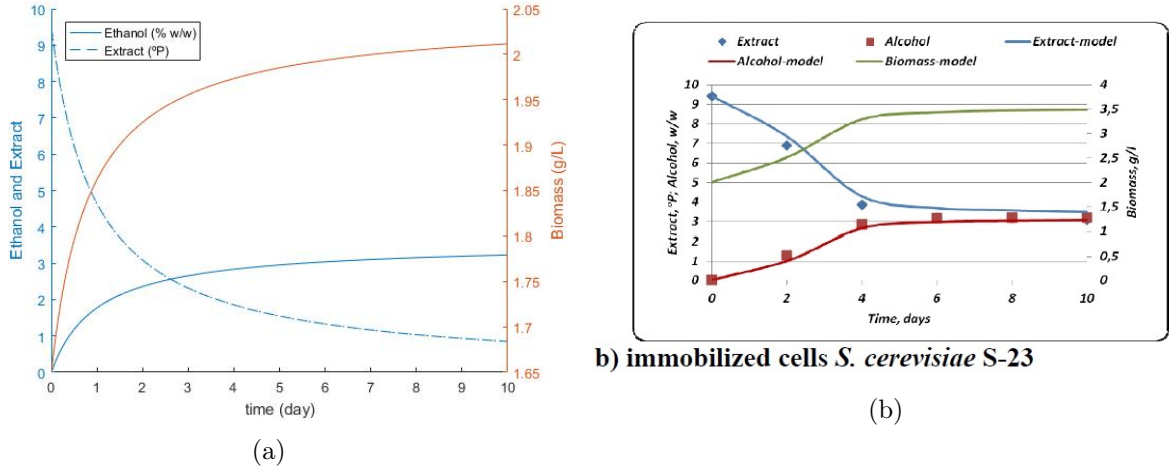 10
9
8
7
6
5
4
3
2
1
0
Ethanol and Extract
Ethanol (% w/w)
Extract (ºP)
2.05
2
1.95
1.9
1.85
1.8
1.75
1.7
1.65
Biomass (g/L)
0 1 2 3 4 5 6 7 8 9 10
time (day)
(a)
Extract Alcohol Extract-model
Alcohol-model Biomass-model
10
9
8
7
6
5
4
3
2
1
0
Extract, ºP; Alcohol, w/w
4
3,5
3
2,5
2
1,5
1
0,5
0
Biomass, g/l
0 2 4 6 8 10
Time, days
b) immobilized cells S. cerevisiae S-23
(b)